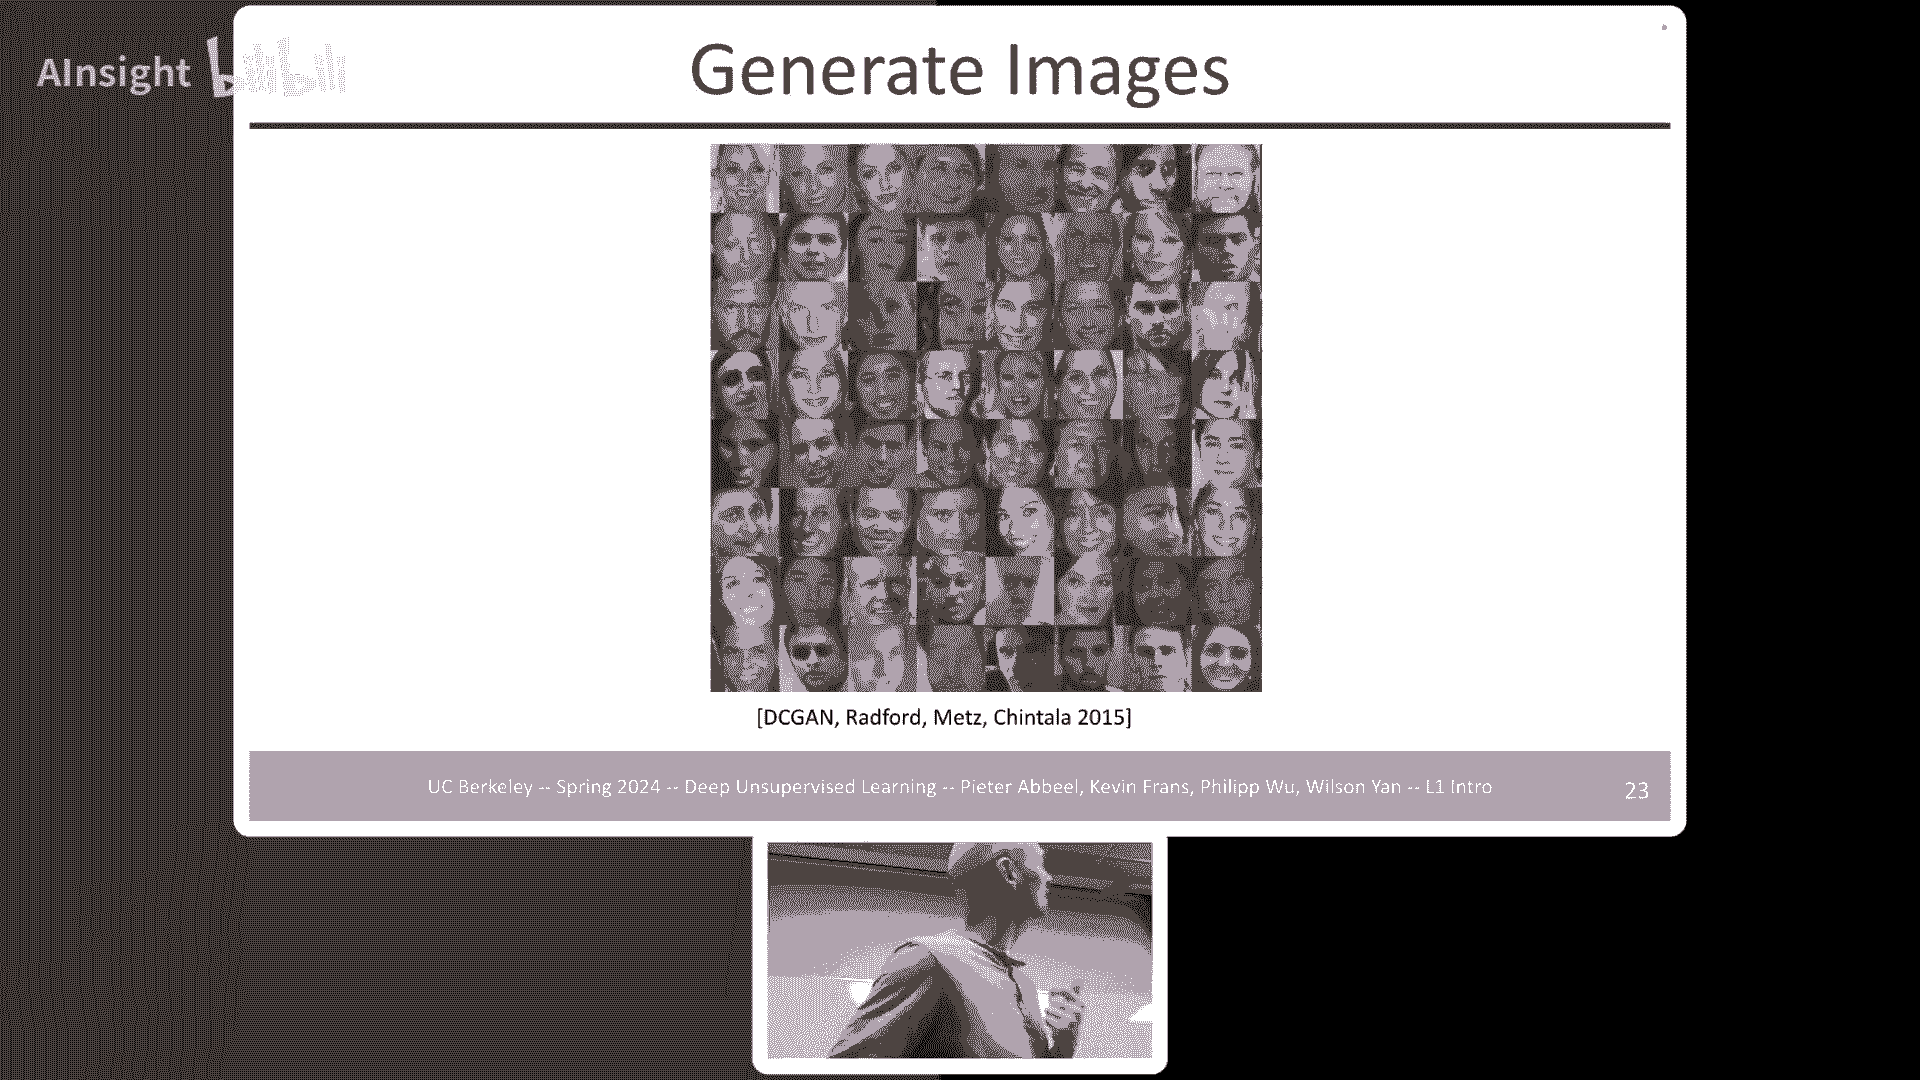 AInsight bilibili
Generate Images
[DCGAN, Radford, Metz, Chintala 2015]
UC Berkeley -- Spring 2024 -- Deep Unsupervised Learning -- Pieter Abbeel, Kevin Frans, Philipp Wu, Wilson Yan -- L1 Intro
23